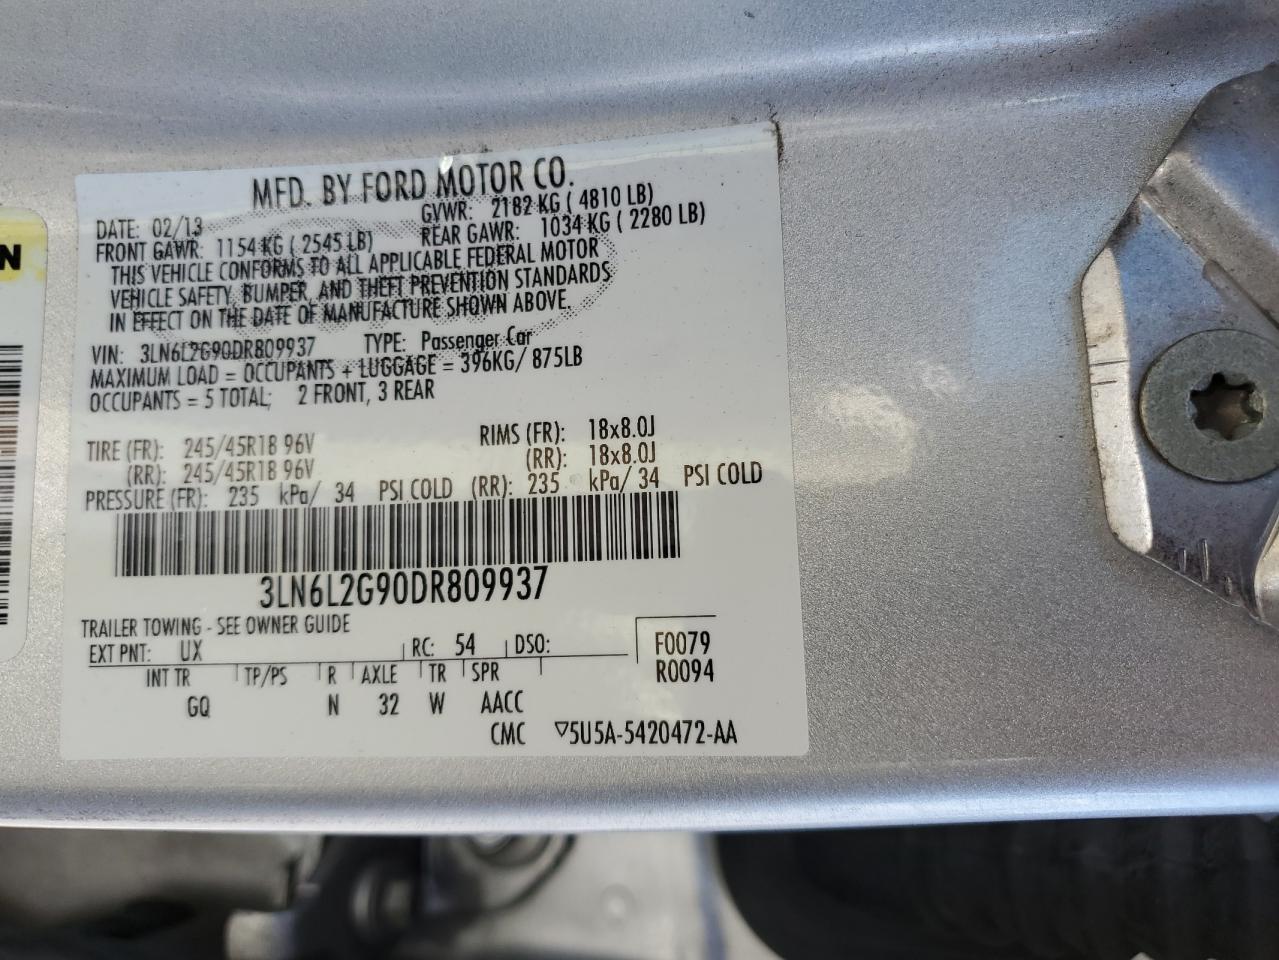 MFD. BY FORD MOTOR CO.
DATE: 02/13 GVWR: 2182 KG ( 4810 LB)
FRONT GAWR: 1154 KG ( 2545 LB) REAR GAWR: 1034 KG ( 2280 LB)
THIS VEHICLE CONFORMS TO ALL APPLICABLE FEDERAL MOTOR
VEHICLE SAFETY, BUMPER, AND THEFT PREVENTION STANDARDS
IN EFFECT ON THE DATE OF MANUFACTURE SHOWN ABOVE.
VIN: 3LN6L2G90DR809937 TYPE: Passenger Car
MAXIMUM LOAD = OCCUPANTS + LUGGAGE = 396KG/ 875LB
OCCUPANTS = 5 TOTAL; 2 FRONT, 3 REAR
TIRE (FR): 245/45R18 96V RIMS (FR): 18x8.0J
(RR): 245/45R18 96V (RR): 18x8.0J
PRESSURE (FR): 235 kPa/ 34 PSI COLD (RR): 235 kPa/ 34 PSI COLD
3LN6L2G90DR809937
TRAILER TOWING - SEE OWNER GUIDE
EXT PNT: UX RC: 54 DSO: F0079
INT TR TP/PS R AXLE TR SPR R0094
GQ N 32 W AACC
CMC ▽5U5A-5420472-AA
N